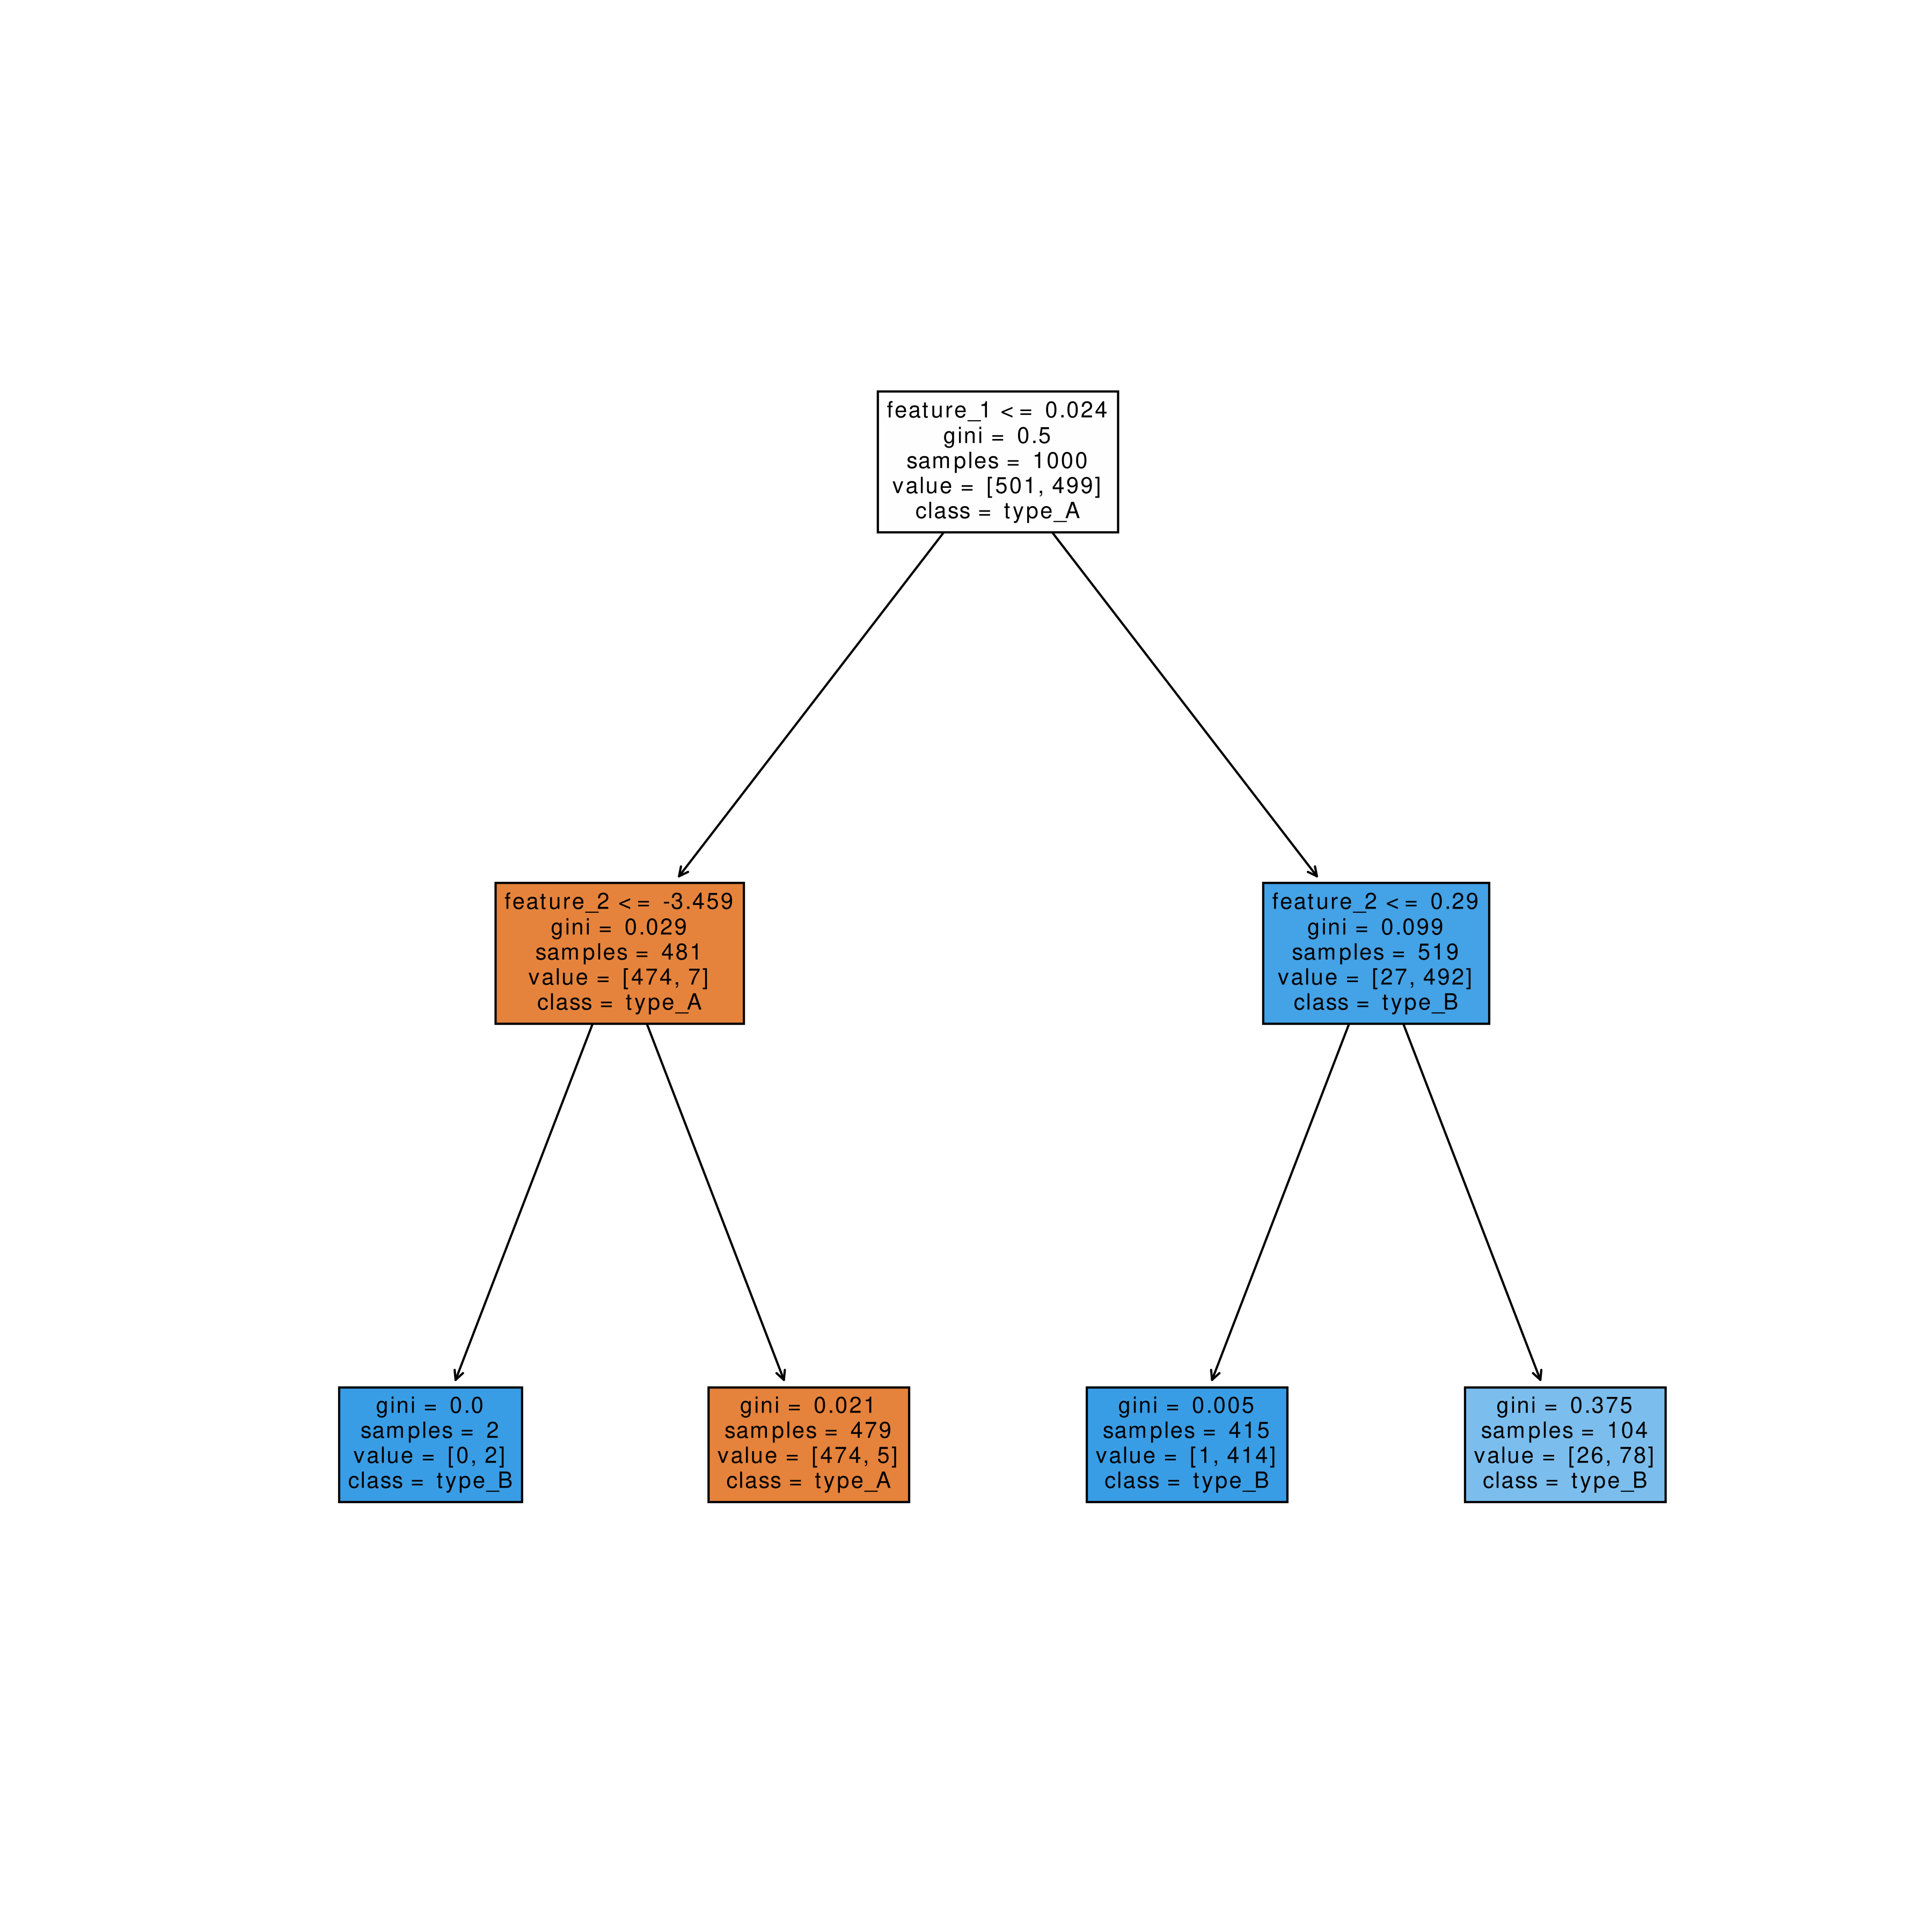 feature_1 <= 0.024
gini = 0.5
samples = 1000
value = [501, 499]
class = type_A
feature_2 <= -3.459
gini = 0.029
samples = 481
value = [474, 7]
class = type_A
feature_2 <= 0.29
gini = 0.099
samples = 519
value = [27, 492]
class = type_B
gini = 0.0
samples = 2
value = [0, 2]
class = type_B
gini = 0.021
samples = 479
value = [474, 5]
class = type_A
gini = 0.005
samples = 415
value = [1, 414]
class = type_B
gini = 0.375
samples = 104
value = [26, 78]
class = type_B